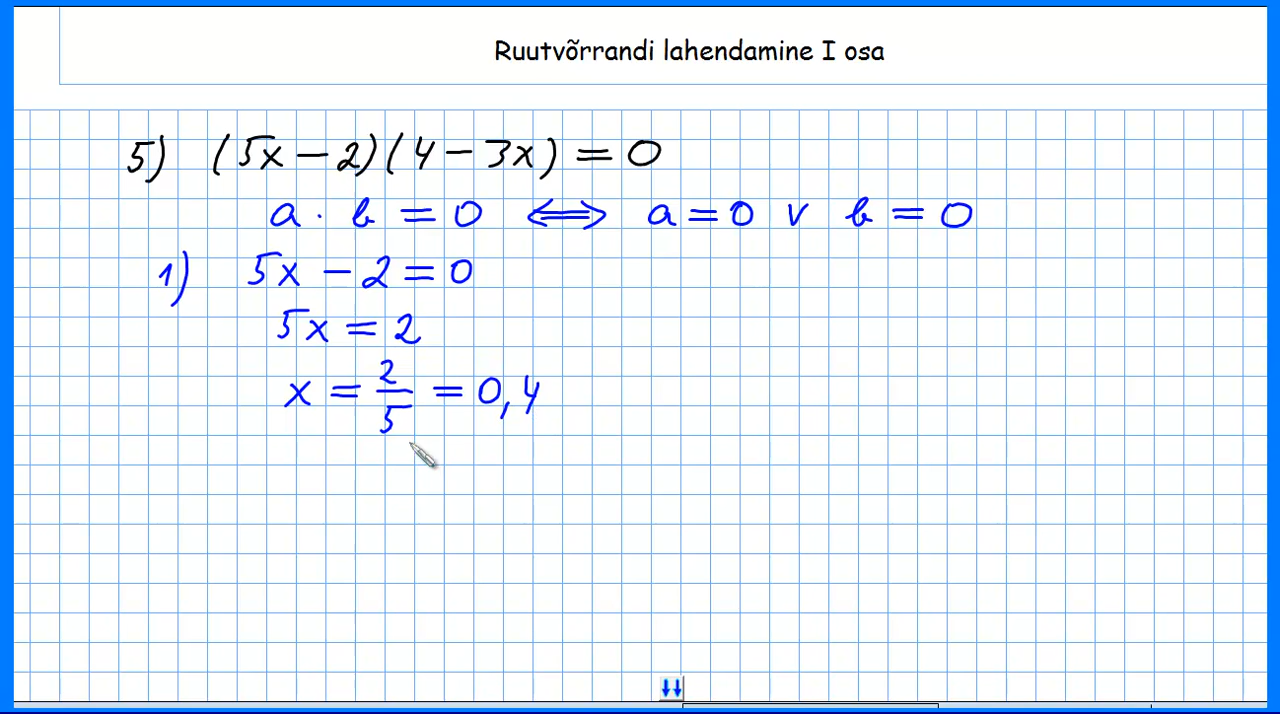 Ruutvõrrandi lahendamine I osa
5) (5x − 2)(4 − 3x) = 0
a · b = 0 ⟺ a = 0 ∨ b = 0
1) 5x − 2 = 0
5x = 2
x = 2/5 = 0,4